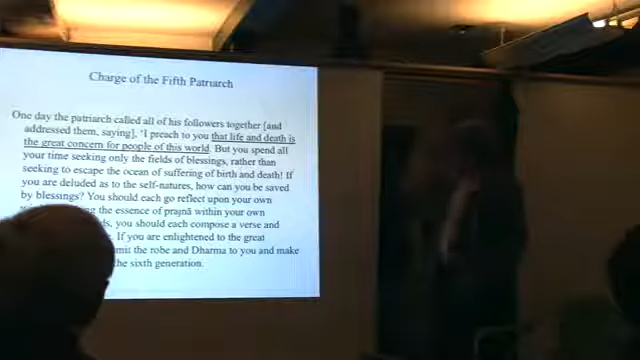 Charge of the Fifth Patriarch
One day the patriarch called all of his followers together [and
addressed them, saying], 'I preach to you that life and death is
the great concern for people of this world. But you spend all
your time seeking only the fields of blessings, rather than
seeking to escape the ocean of suffering of birth and death! If
you are deluded as to the self-natures, how can you be saved
by blessings? You should each go reflect upon your own
the essence of prajnā within your own
you should each compose a verse and
If you are enlightened to the great
the robe and Dharma to you and make
the sixth generation.